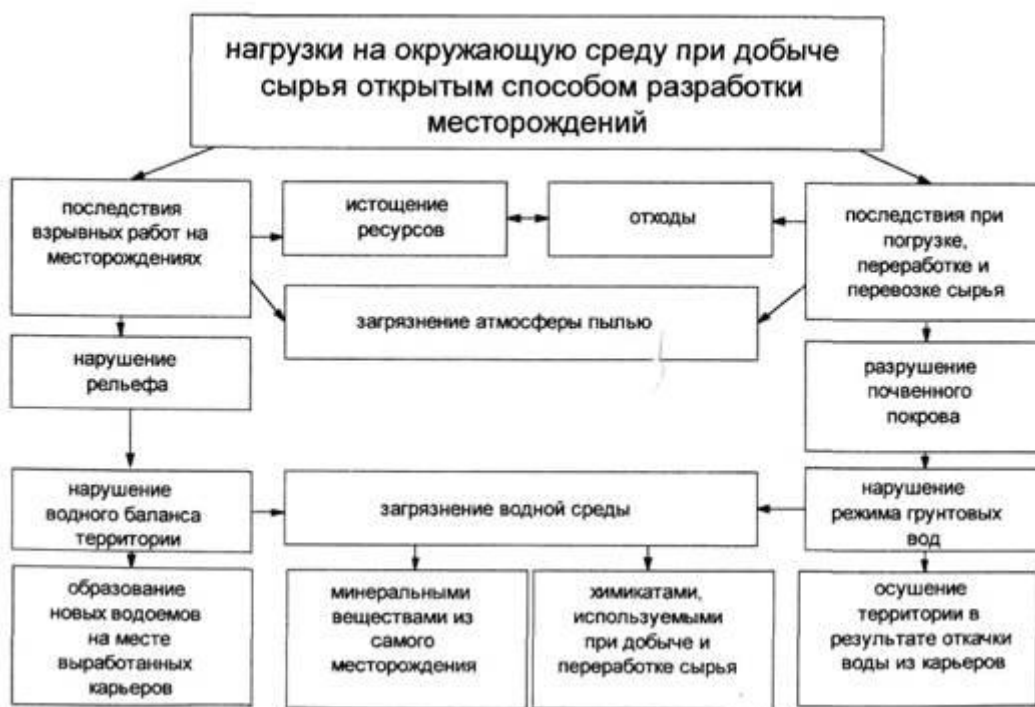 нагрузки на окружающую среду при добыче
сырья открытым способом разработки
месторождений
последствия
взрывных работ на
месторождениях
истощение
ресурсов
отходы
последствия при
погрузке,
переработке и
перевозке сырья
загрязнение атмосферы пылью
нарушение
рельефа
разрушение
почвенного
покрова
нарушение
водного баланса
территории
загрязнение водной среды
нарушение
режима грунтовых
вод
образование
новых водоемов
на месте
выработанных
карьеров
минеральными
веществами из
самого
месторождения
химикатами,
используемыми
при добыче и
переработке сырья
осушение
территории в
результате откачки
воды из карьеров